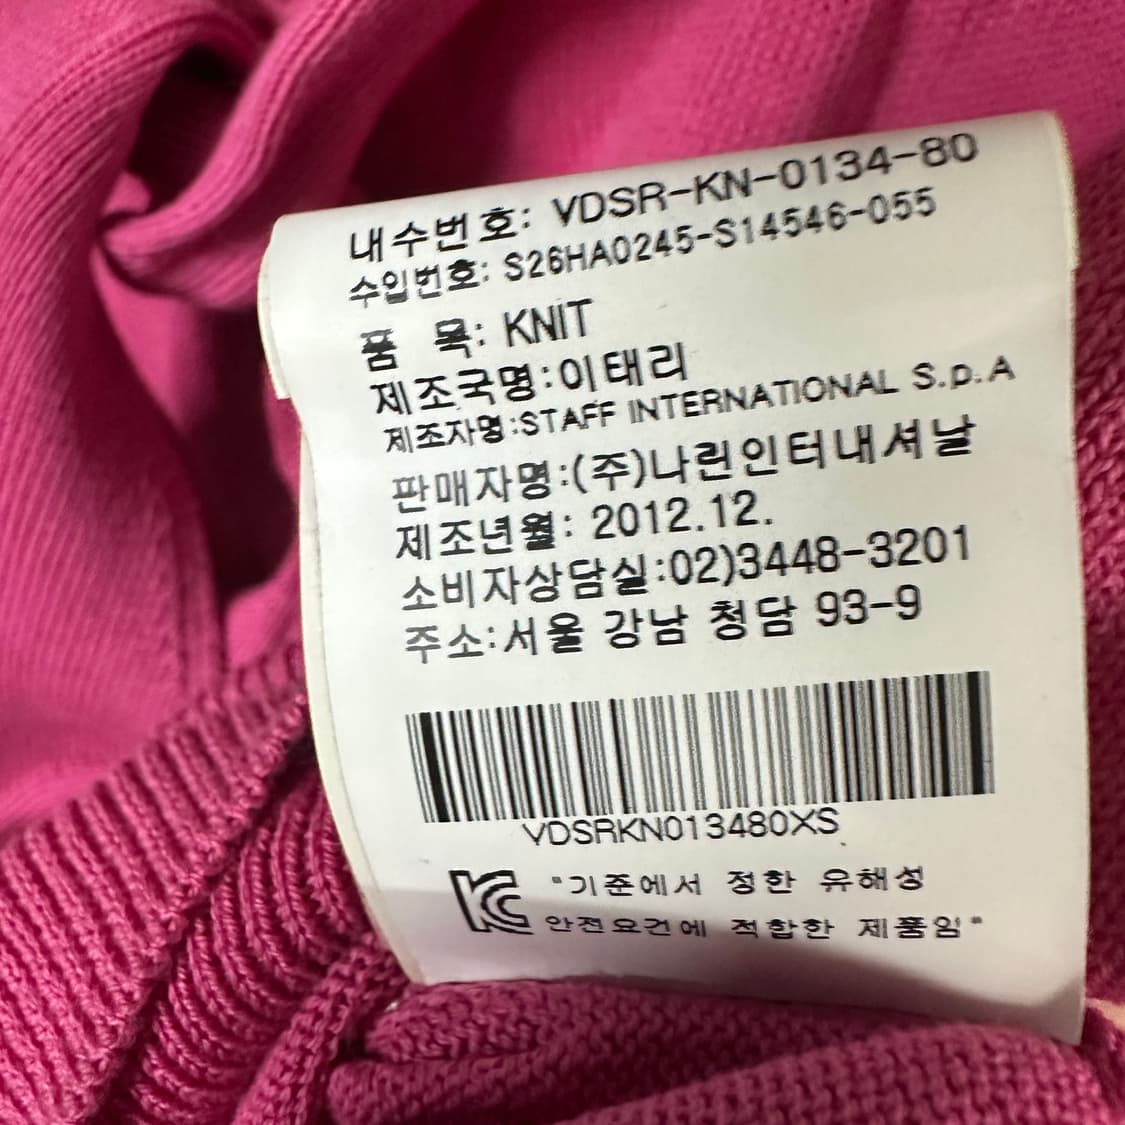 내수번호: VDSR-KN-0134-80
수입번호: S26HA0245-S14546-055
품 목: KNIT
제조국명:이태리
제조자명:STAFF INTERNATIONAL S.p.A
판매자명:(주)나린인터내셔날
제조년월: 2012.12.
소비자상담실:02)3448-3201
주소:서울 강남 청담 93-9
VDSRKN013480XS
KC "기준에서 정한 유해성
안전요건에 적합한 제품임"